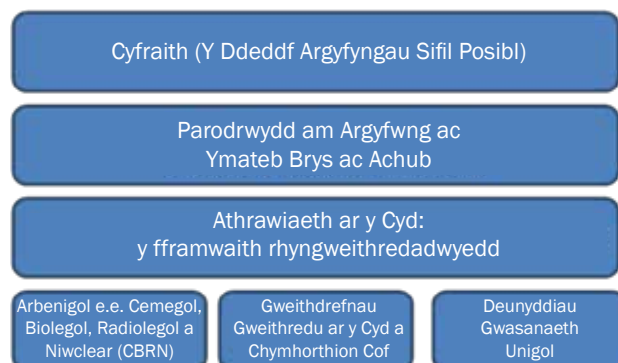 Cyfraith (Y Ddeddf Argyfyngau Sifil Posibl)
Parodrwydd am Argyfwng ac
Ymateb Brys ac Achub
Athrawiaeth ar y Cyd:
y fframwaith rhyngweithredadwyedd
Arbenigol e.e. Cemegol,
Biolegol, Radiolegol a
Niwclear (CBRN)
Gweithdrefnau
Gweithredu ar y Cyd a
Chymhorthion Cof
Deunyddiau
Gwasanaeth
Unigol